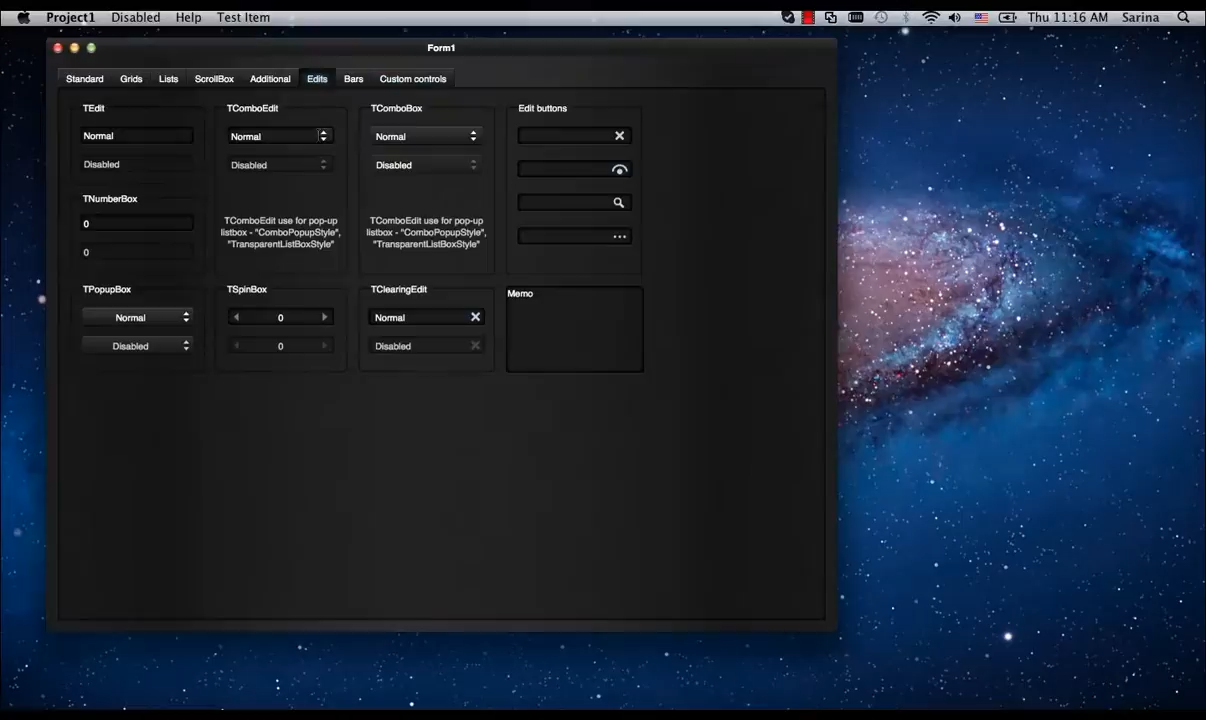 Project1 Disabled Help Test Item Thu 11:16 AM Sarina
Form1
Standard Grids Lists ScrollBox Additional Edits Bars Custom controls
TEdit
Normal
Disabled
TNumberBox
0
0
TComboEdit
Normal
Disabled
TComboEdit use for pop-up
listbox - "ComboPopupStyle",
"TransparentListBoxStyle"
TComboBox
Normal
Disabled
TComboEdit use for pop-up
listbox - "ComboPopupStyle",
"TransparentListBoxStyle"
Edit buttons
TPopupBox
Normal
Disabled
TSpinBox
0
0
TClearingEdit
Normal
Disabled
Memo